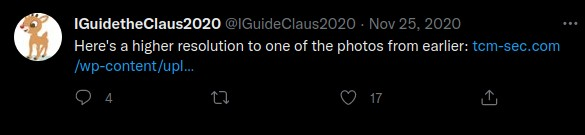 IGuidetheClaus2020 @IGuideClaus2020 · Nov 25, 2020
Here's a higher resolution to one of the photos from earlier: tcm-sec.com
/wp-content/upl…
4
17